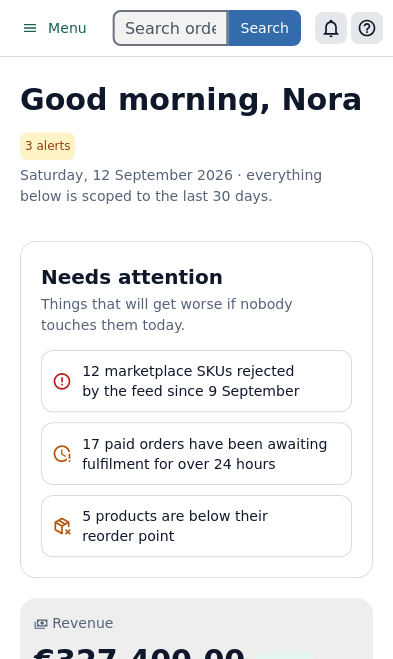 Menu
Search orde
Search
Good morning, Nora
3 alerts
Saturday, 12 September 2026 · everything
below is scoped to the last 30 days.
Needs attention
Things that will get worse if nobody
touches them today.
12 marketplace SKUs rejected
by the feed since 9 September
17 paid orders have been awaiting
fulfilment for over 24 hours
5 products are below their
reorder point
Revenue
€327,400.00